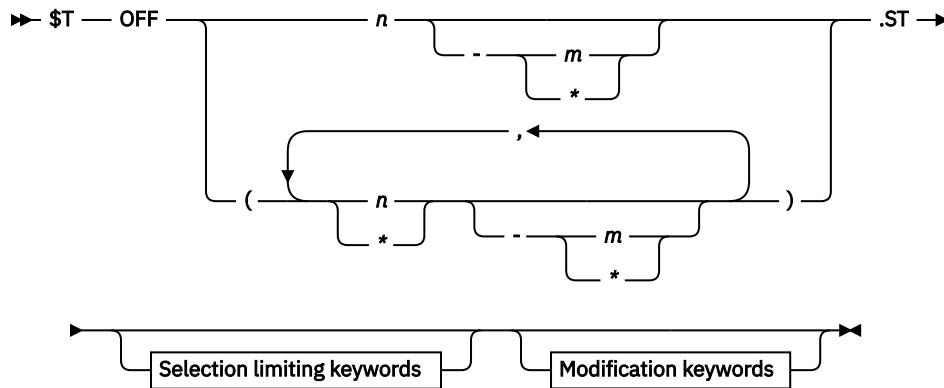 $T OFF n .ST
- m
*
,
( n )
* - m
*
Selection limiting keywords Modification keywords